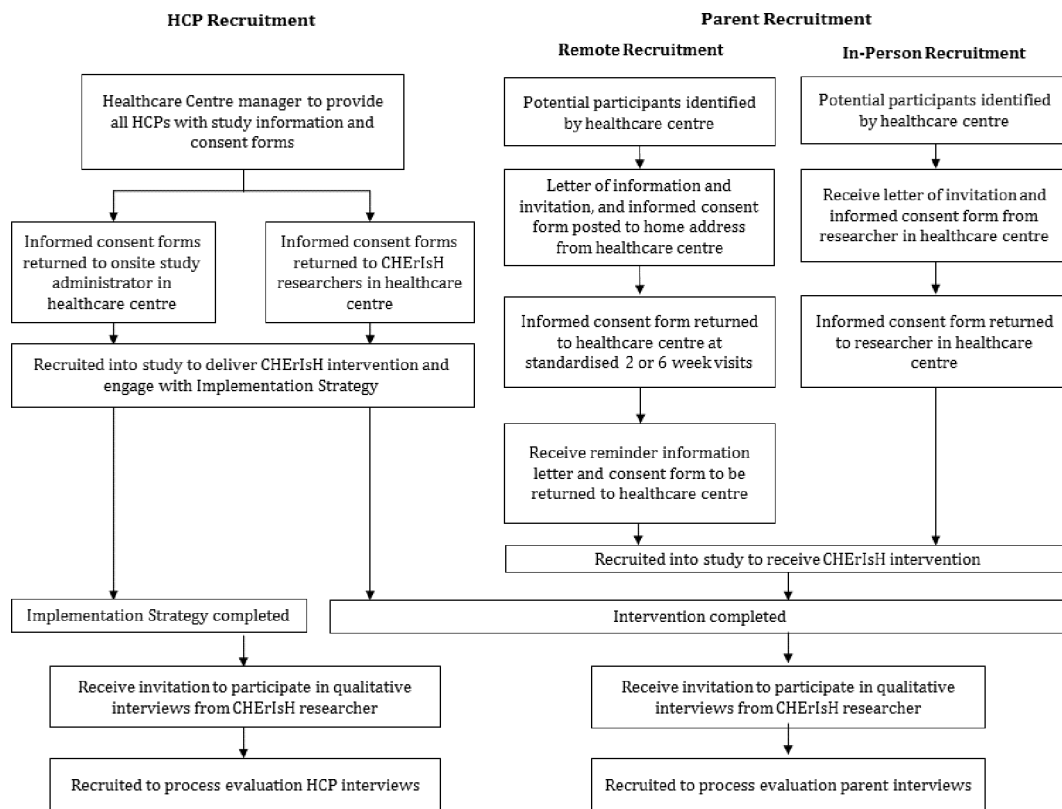 HCP Recruitment
Healthcare Centre manager to provide
all HCPs with study information and
consent forms
Informed consent forms
returned to onsite study
administrator in
healthcare centre
Informed consent forms
returned to CHErIsH
researchers in healthcare
centre
Recruited into study to deliver CHErIsH intervention and
engage with Implementation Strategy
Parent Recruitment
Remote Recruitment
Potential participants identified
by healthcare centre
Letter of information and
invitation, and informed consent
form posted to home address
from healthcare centre
Informed consent form returned
to healthcare centre at
standardised 2 or 6 week visits
Receive reminder information
letter and consent form to be
returned to healthcare centre
In-Person Recruitment
Potential participants identified
by healthcare centre
Receive letter of invitation and
informed consent form from
researcher in healthcare centre
Informed consent form returned
to researcher in healthcare
centre
Recruited into study to receive CHErIsH intervention
Implementation Strategy completed
Intervention completed
Receive invitation to participate in qualitative
interviews from CHErIsH researcher
Recruited to process evaluation HCP interviews
Receive invitation to participate in qualitative
interviews from CHErIsH researcher
Recruited to process evaluation parent interviews